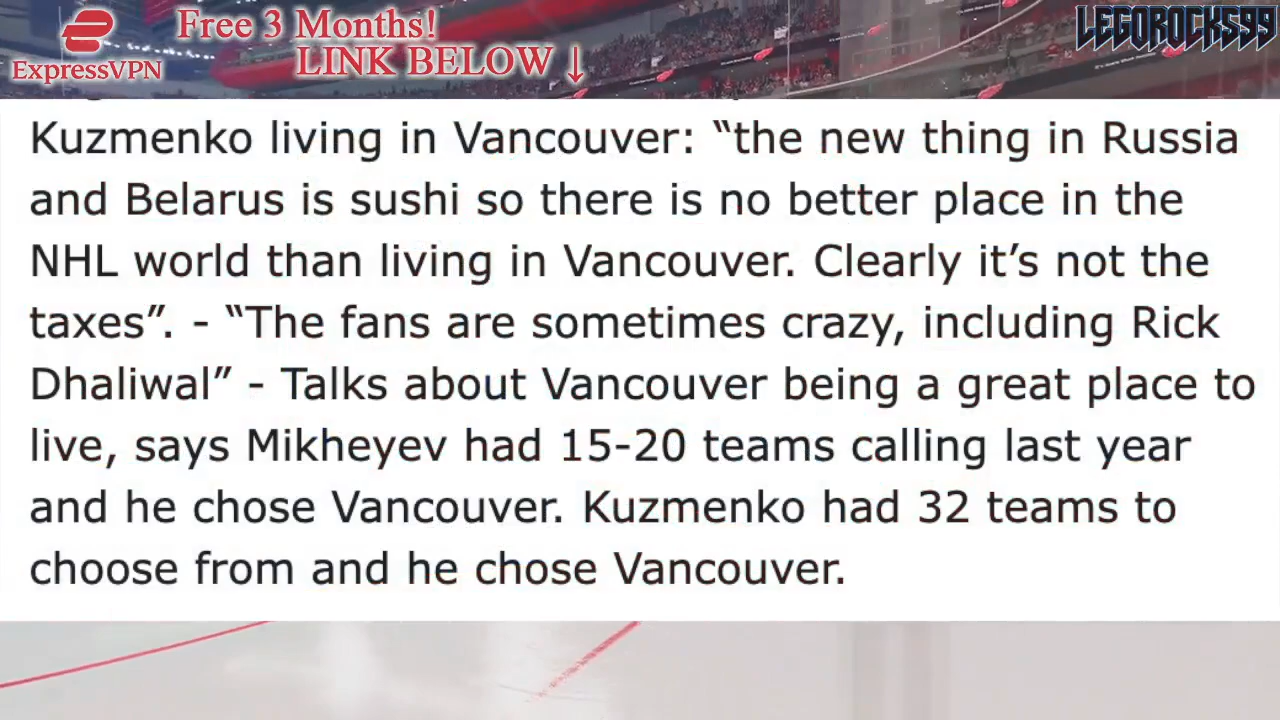 Free 3 Months!
LINK BELOW ↓
ExpressVPN
LEGOROCKS99
Kuzmenko living in Vancouver: “the new thing in Russia
and Belarus is sushi so there is no better place in the
NHL world than living in Vancouver. Clearly it’s not the
taxes”. - “The fans are sometimes crazy, including Rick
Dhaliwal” - Talks about Vancouver being a great place to
live, says Mikheyev had 15-20 teams calling last year
and he chose Vancouver. Kuzmenko had 32 teams to
choose from and he chose Vancouver.